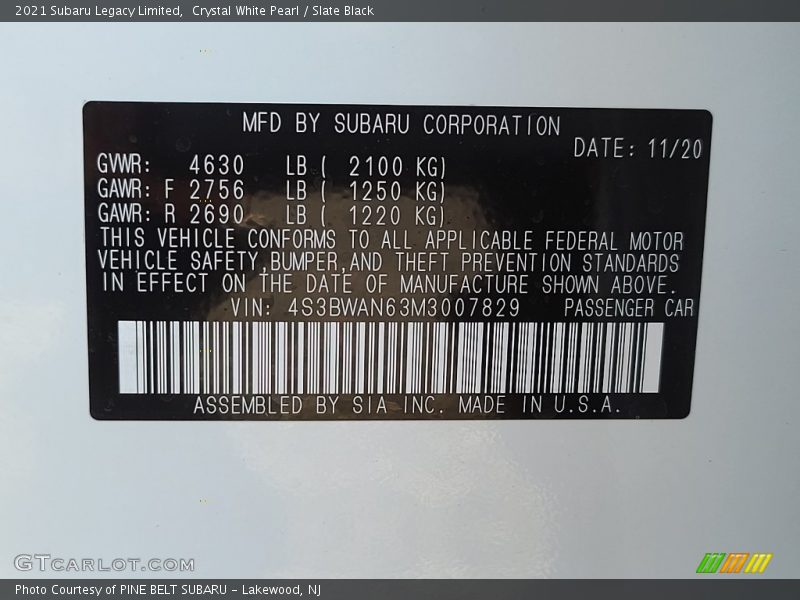 2021 Subaru Legacy Limited, Crystal White Pearl / Slate Black
MFD BY SUBARU CORPORATION
DATE: 11/20
GVWR: 4630 LB ( 2100 KG)
GAWR: F 2756 LB ( 1250 KG)
GAWR: R 2690 LB ( 1220 KG)
THIS VEHICLE CONFORMS TO ALL APPLICABLE FEDERAL MOTOR
VEHICLE SAFETY,BUMPER,AND THEFT PREVENTION STANDARDS
IN EFFECT ON THE DATE OF MANUFACTURE SHOWN ABOVE.
VIN: 4S3BWAN63M3007829 PASSENGER CAR
ASSEMBLED BY SIA INC. MADE IN U.S.A.
GTCARLOT.COM
Photo Courtesy of PINE BELT SUBARU - Lakewood, NJ